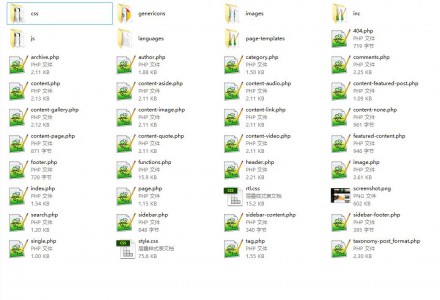 css
genericons
images
inc
js
languages
page-templates
404.php
PHP 文件
719 字节
archive.php
PHP 文件
2.11 KB
author.php
PHP 文件
1.88 KB
category.php
PHP 文件
1.50 KB
comments.php
PHP 文件
2.25 KB
content.php
PHP 文件
2.13 KB
content-aside.php
PHP 文件
2.11 KB
content-audio.php
PHP 文件
2.11 KB
content-featured-post.php
PHP 文件
1.09 KB
content-gallery.php
PHP 文件
2.12 KB
content-image.php
PHP 文件
2.11 KB
content-link.php
PHP 文件
2.11 KB
content-none.php
PHP 文件
961 字节
content-page.php
PHP 文件
871 字节
content-quote.php
PHP 文件
2.11 KB
content-video.php
PHP 文件
2.11 KB
featured-content.php
PHP 文件
946 字节
footer.php
PHP 文件
728 字节
functions.php
PHP 文件
15.9 KB
header.php
PHP 文件
2.21 KB
image.php
PHP 文件
2.61 KB
index.php
PHP 文件
1.54 KB
page.php
PHP 文件
1.19 KB
rtl.css
层叠样式表文档
15.2 KB
screenshot.png
PNG 文件
602 KB
search.php
PHP 文件
1.20 KB
sidebar.php
PHP 文件
848 字节
sidebar-content.php
PHP 文件
340 字节
sidebar-footer.php
PHP 文件
395 字节
single.php
PHP 文件
1.00 KB
style.css
层叠样式表文档
75.8 KB
tag.php
PHP 文件
1.55 KB
taxonomy-post_format.php
PHP 文件
2.30 KB